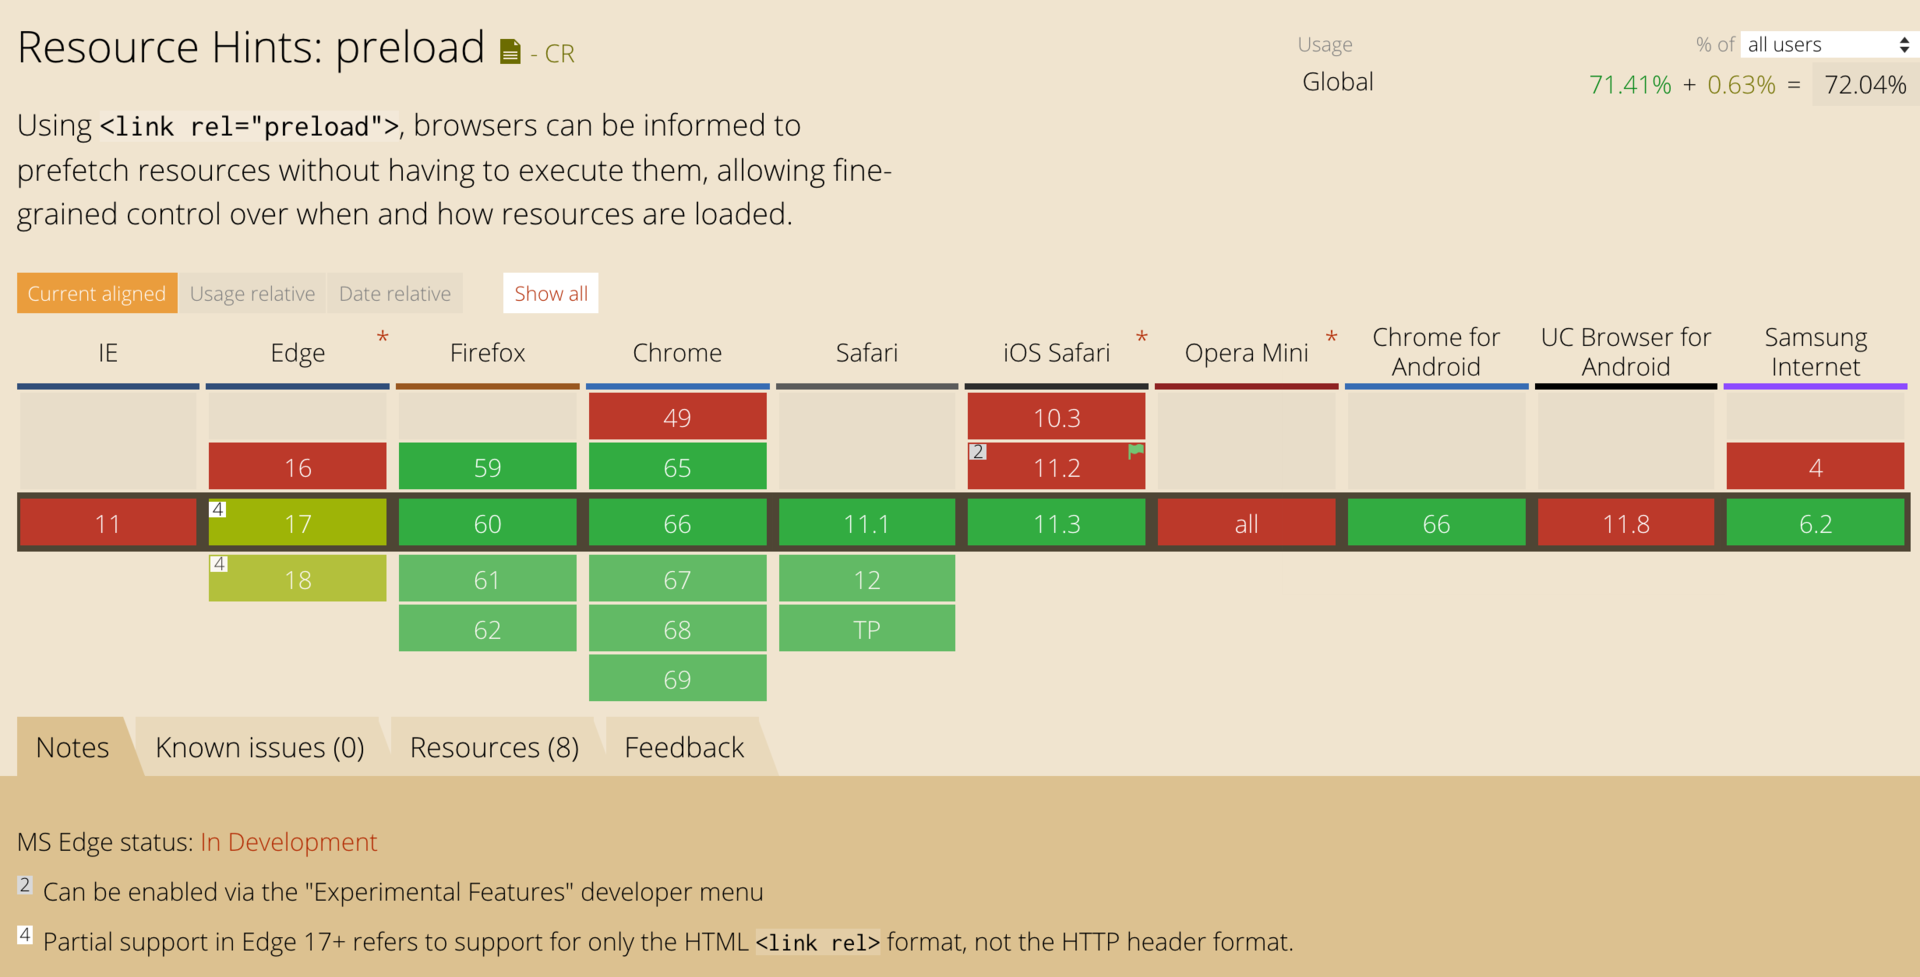 Resource Hints: preload - CR
Usage % of all users
Global 71.41% + 0.63% = 72.04%
Using <link rel="preload">, browsers can be informed to
prefetch resources without having to execute them, allowing fine-
grained control over when and how resources are loaded.
Current aligned Usage relative Date relative Show all
IE Edge * Firefox Chrome Safari iOS Safari * Opera Mini * Chrome for Android UC Browser for Android Samsung Internet
49 10.3
16 59 65 2 11.2 4
11 4 17 60 66 11.1 11.3 all 66 11.8 6.2
4 18 61 67 12
62 68 TP
69
Notes Known issues (0) Resources (8) Feedback
MS Edge status: In Development
2 Can be enabled via the "Experimental Features" developer menu
4 Partial support in Edge 17+ refers to support for only the HTML <link rel> format, not the HTTP header format.